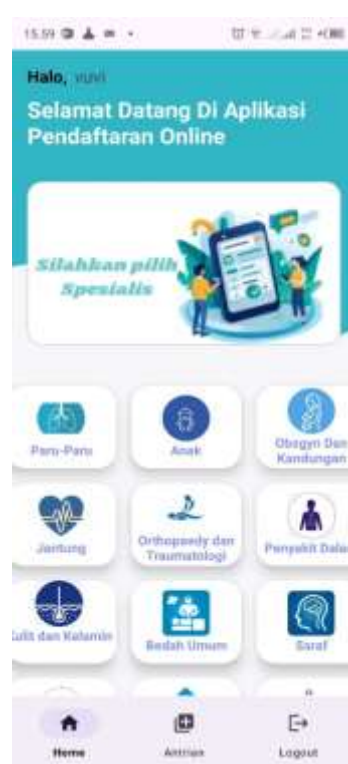 15.59
Halo, vuvi
Selamat Datang Di Aplikasi
Pendaftaran Online
Silahkan pilih
Spesialis
Paru-Paru
Anak
Obsgyn Dan
Kandungan
Jantung
Orthopaedy dan
Traumatologi
Penyakit Dalam
Kulit dan Kelamin
Bedah Umum
Saraf
Home
Antrian
Logout